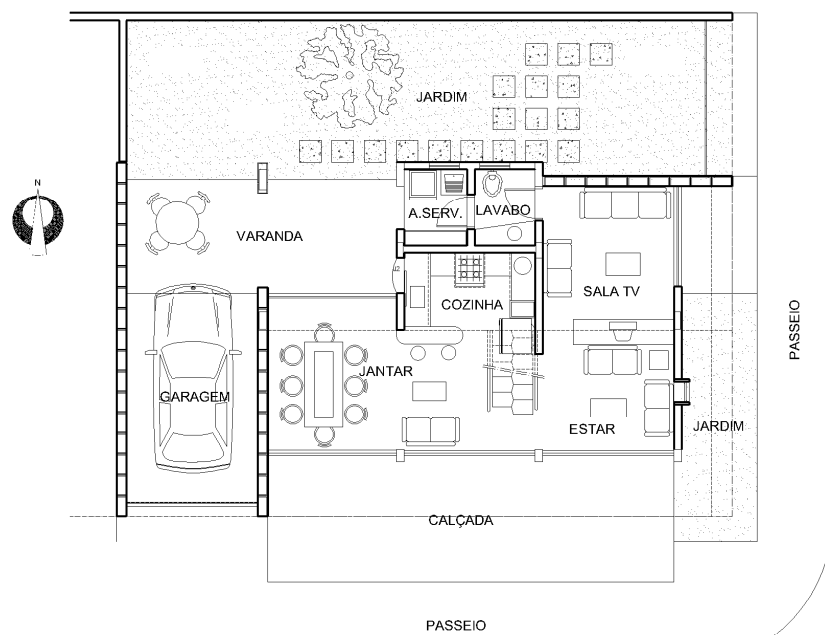 JARDIM
N
A.SERV.
LAVABO
VARANDA
SALA TV
COZINHA
PASSEIO
JANTAR
GARAGEM
ESTAR
JARDIM
CALÇADA
PASSEIO